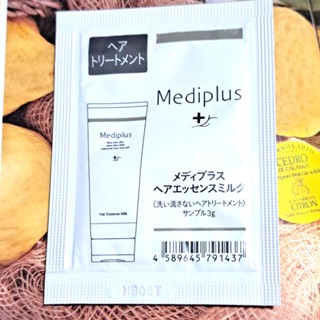 ヘア
トリートメント
Mediplus
Mediplus
Hair Essence Milk
メディプラス
ヘアエッセンスミルク
(洗い流さないヘアトリートメント)
サンプル3g
4 589645 791437
CEDRO
CITRON